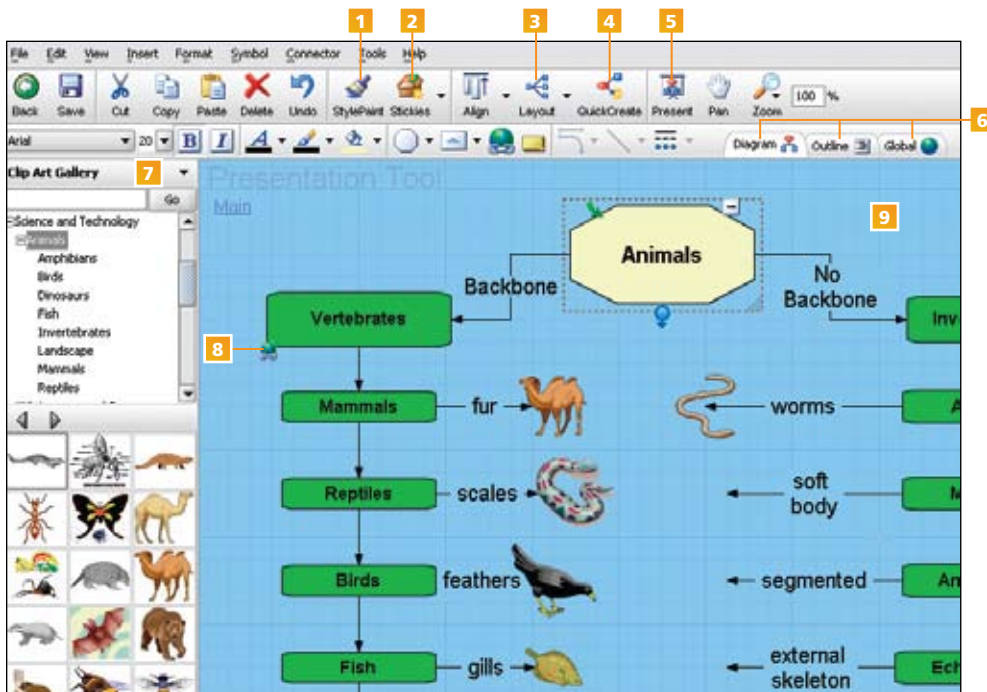 1 2 3 4 5
File Edit View Insert Format Symbol Connector Tools Help
Back Save Cut Copy Paste Delete Undo StylePaint Stickies Align Layout QuickCreate Present Pan Zoom 100 %
6
Arial 20 B I A Diagram Outline Global
Clip Art Gallery 7
Go
Science and Technology
Animals
Amphibians
Birds
Dinosaurs
Fish
Invertebrates
Landscape
Mammals
Reptiles
Presentation Tool
Main
9
Animals
Backbone
No
Backbone
Vertebrates
Inv
8
Mammals fur worms A
Reptiles scales soft
body M
Birds feathers segmented An
Fish gills external
skeleton Ech